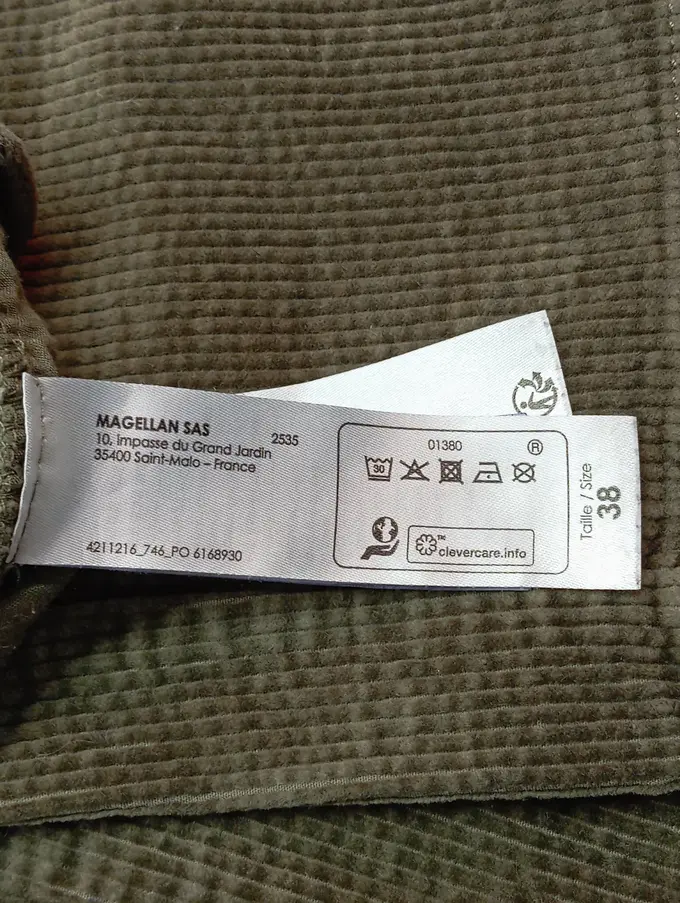 MAGELLAN SAS
10, Impasse du Grand Jardin
2535
35400 Saint-Malo – France
4211216_746_PO 6168930
01380
®
30
™
clevercare.info
Taille / Size
38